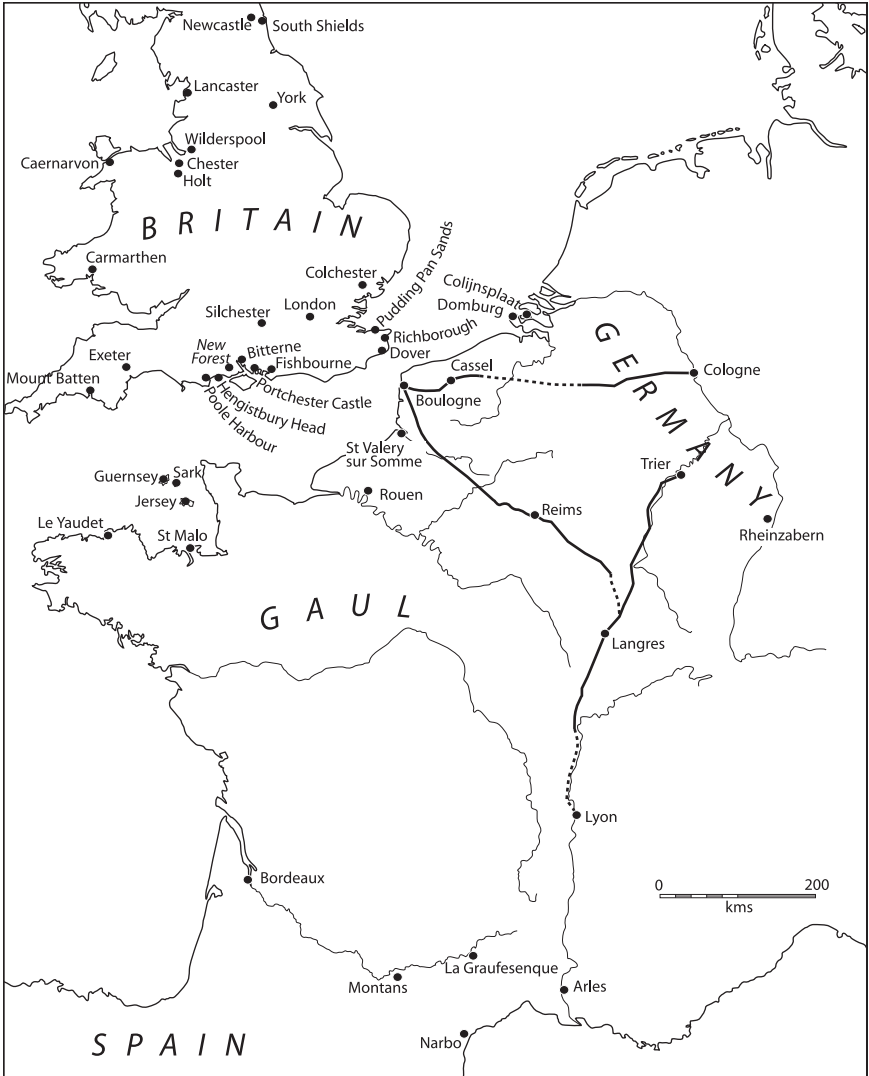 Newcastle
South Shields
Lancaster
York
Wilderspool
Caernarvon
Chester
Holt
BRITAIN
Carmarthen
Colchester
Pudding Pan Sands
Colijnsplaat
Domburg
London
Silchester
Richborough
Dover
New
Forest
Bitterne
Fishbourne
Exeter
Mount Batten
Portchester Castle
Hengistbury Head
Poole Harbour
Cassel
Boulogne
GERMANY
Cologne
St Valery
sur Somme
Trier
Guernsey
Sark
Jersey
Rouen
Reims
Rheinzabern
Le Yaudet
St Malo
GAUL
Langres
Lyon
Bordeaux
0
200
kms
La Graufesenque
Montans
Arles
Narbo
SPAIN